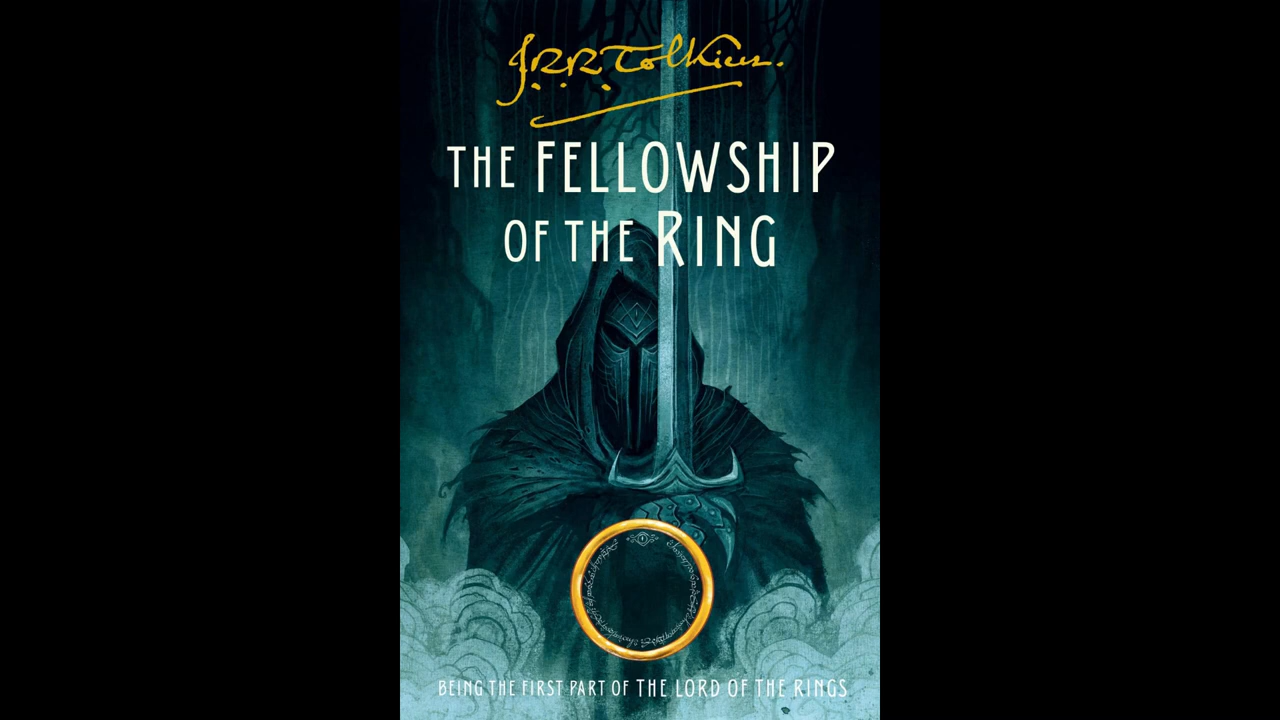 J.R.R. Tolkien.
THE FELLOWSHIP
OF THE RING
BEING THE FIRST PART OF THE LORD OF THE RINGS